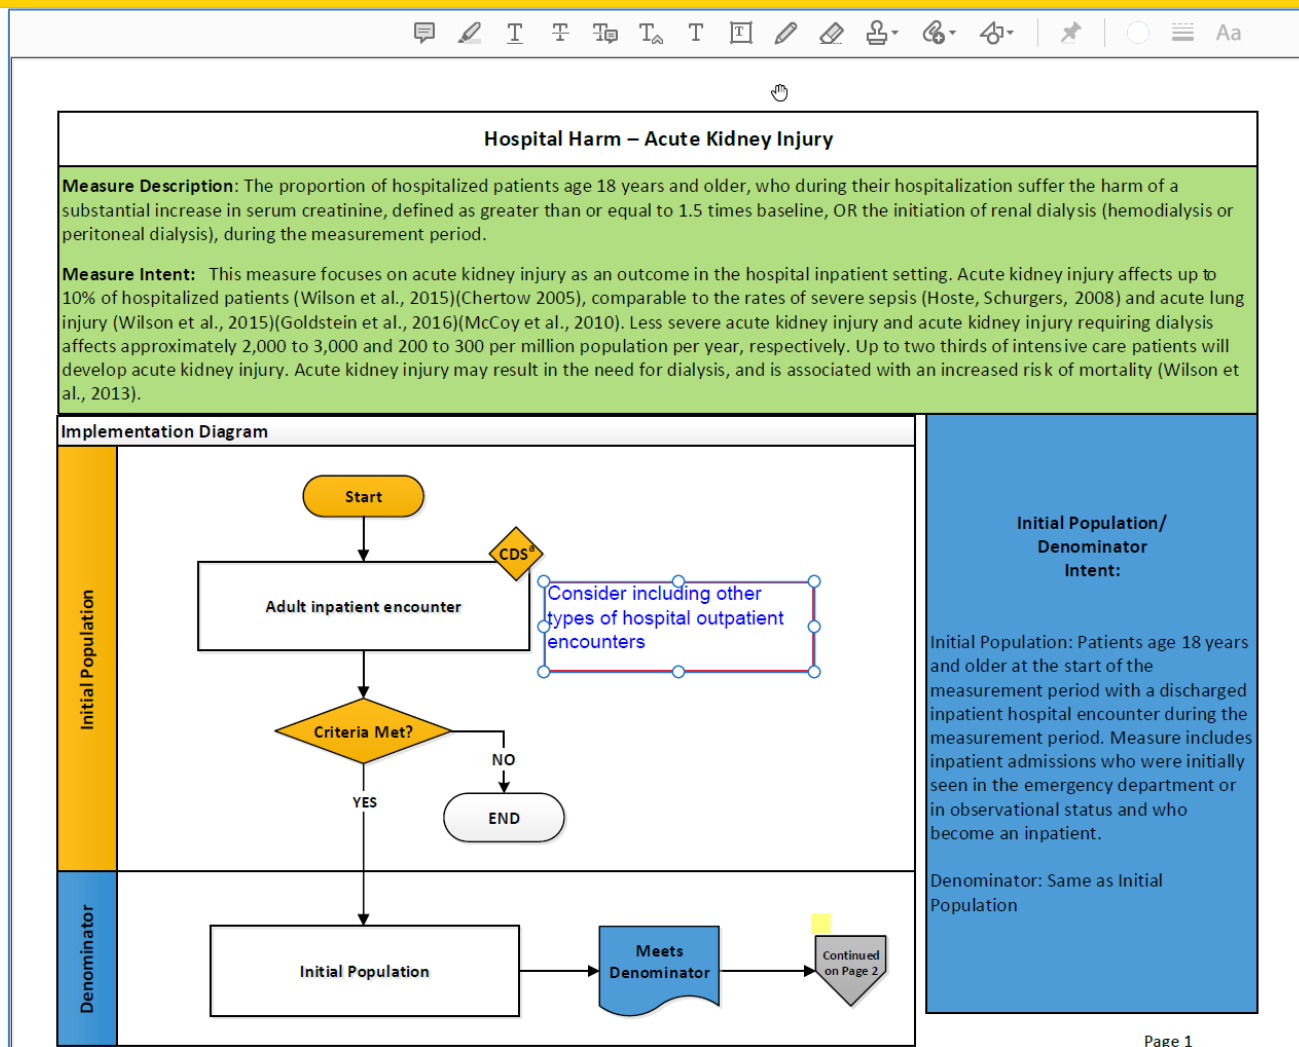 Hospital Harm – Acute Kidney Injury
Measure Description: The proportion of hospitalized patients age 18 years and older, who during their hospitalization suffer the harm of a
substantial increase in serum creatinine, defined as greater than or equal to 1.5 times baseline, OR the initiation of renal dialysis (hemodialysis or
peritoneal dialysis), during the measurement period.
Measure Intent: This measure focuses on acute kidney injury as an outcome in the hospital inpatient setting. Acute kidney injury affects up to
10% of hospitalized patients (Wilson et al., 2015)(Chertow 2005), comparable to the rates of severe sepsis (Hoste, Schurgers, 2008) and acute lung
injury (Wilson et al., 2015)(Goldstein et al., 2016)(McCoy et al., 2010). Less severe acute kidney injury and acute kidney injury requiring dialysis
affects approximately 2,000 to 3,000 and 200 to 300 per million population per year, respectively. Up to two thirds of intensive care patients will
develop acute kidney injury. Acute kidney injury may result in the need for dialysis, and is associated with an increased risk of mortality (Wilson et
al., 2013).
Implementation Diagram
Initial Population
Start
CDSª
Adult inpatient encounter
Consider including other
types of hospital outpatient
encounters
Criteria Met?
NO
YES
END
Denominator
Initial Population
Meets
Denominator
Continued
on Page 2
Initial Population/
Denominator
Intent:
Initial Population: Patients age 18 years
and older at the start of the
measurement period with a discharged
inpatient hospital encounter during the
measurement period. Measure includes
inpatient admissions who were initially
seen in the emergency department or
in observational status and who
become an inpatient.
Denominator: Same as Initial
Population
Page 1
Aa